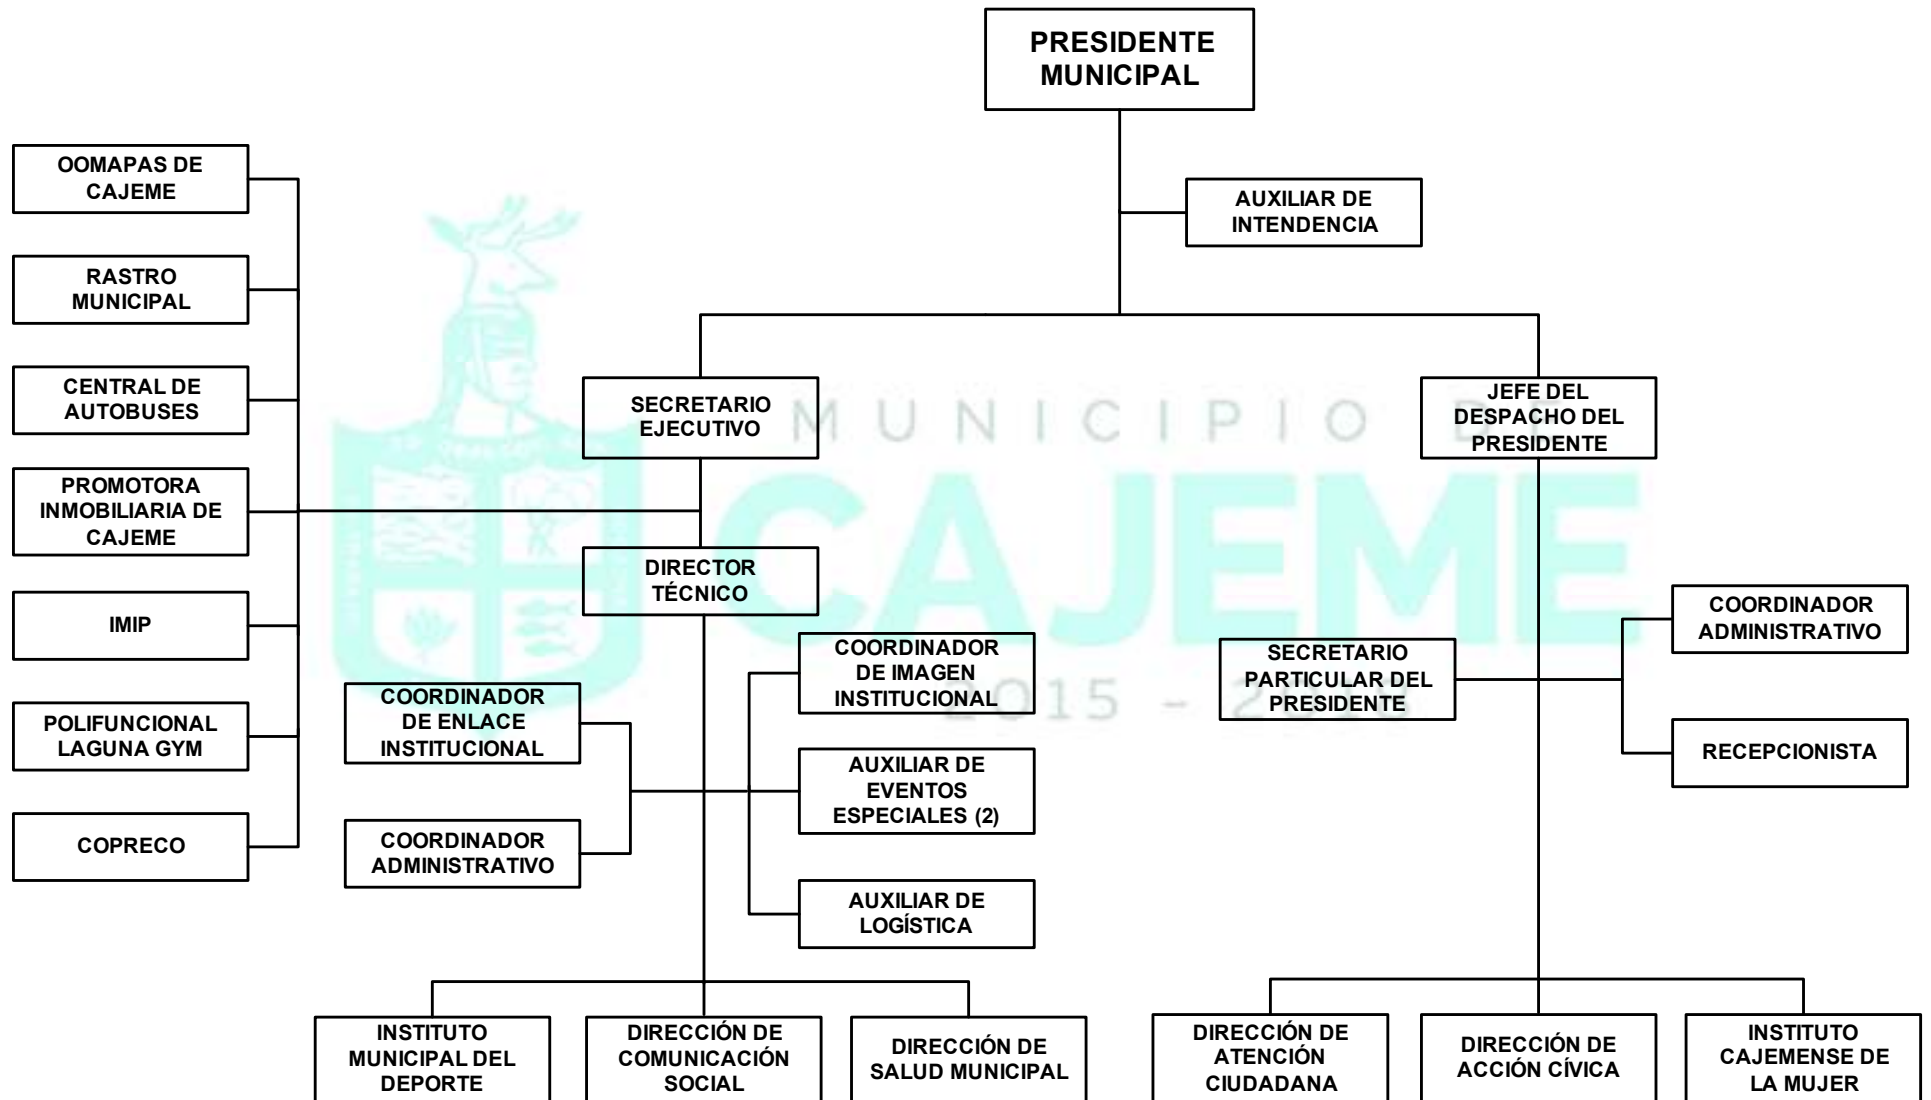 PRESIDENTE
MUNICIPAL
AUXILIAR DE
INTENDENCIA
OOMAPAS DE
CAJEME
RASTRO
MUNICIPAL
CENTRAL DE
AUTOBUSES
PROMOTORA
INMOBILIARIA DE
CAJEME
IMIP
POLIFUNCIONAL
LAGUNA GYM
COPRECO
SECRETARIO
EJECUTIVO
JEFE DEL
DESPACHO DEL
PRESIDENTE
MUNICIPIO DE
CAJEME
2015 - 2018
DIRECTOR
TÉCNICO
COORDINADOR
DE ENLACE
INSTITUCIONAL
COORDINADOR
ADMINISTRATIVO
COORDINADOR
DE IMAGEN
INSTITUCIONAL
AUXILIAR DE
EVENTOS
ESPECIALES (2)
AUXILIAR DE
LOGÍSTICA
SECRETARIO
PARTICULAR DEL
PRESIDENTE
COORDINADOR
ADMINISTRATIVO
RECEPCIONISTA
INSTITUTO
MUNICIPAL DEL
DEPORTE
DIRECCIÓN DE
COMUNICACIÓN
SOCIAL
DIRECCIÓN DE
SALUD MUNICIPAL
DIRECCIÓN DE
ATENCIÓN
CIUDADANA
DIRECCIÓN DE
ACCIÓN CÍVICA
INSTITUTO
CAJEMENSE DE
LA MUJER